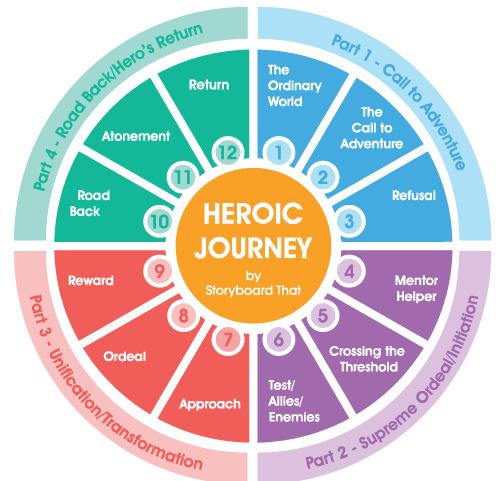 HEROIC
JOURNEY
by
Storyboard That
Part 1 - Call to Adventure
1
The
Ordinary
World
2
The
Call to
Adventure
3
Refusal
Part 2 - Supreme Ordeal/Initiation
4
Mentor
Helper
5
Crossing the
Threshold
6
Test/
Allies/
Enemies
Part 3 - Unification/Transformation
7
Approach
8
Ordeal
9
Reward
Part 4 - Road Back/Hero's Return
10
Road
Back
11
Atonement
12
Return